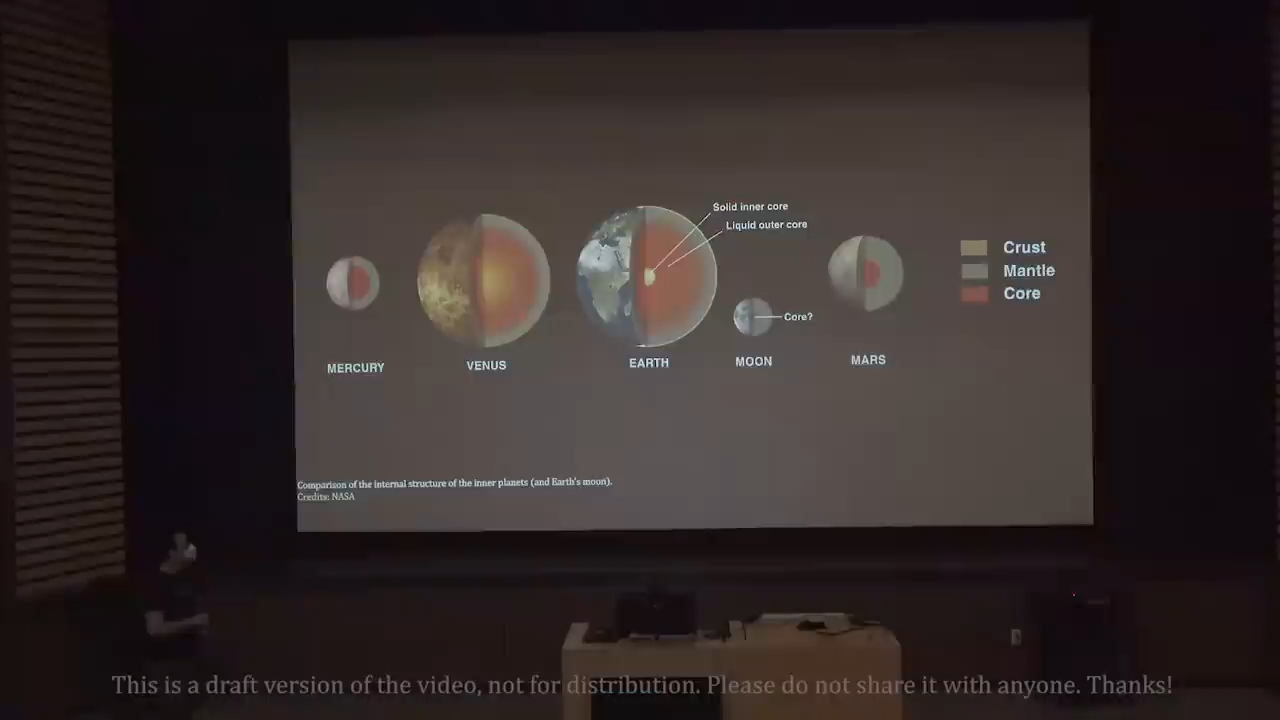 Solid inner core
Liquid outer core
Crust
Mantle
Core
Core?
MERCURY
VENUS
EARTH
MOON
MARS
Comparison of the internal structure of the inner planets (and Earth's moon).
Credits: NASA
This is a draft version of the video, not for distribution. Please do not share it with anyone. Thanks!